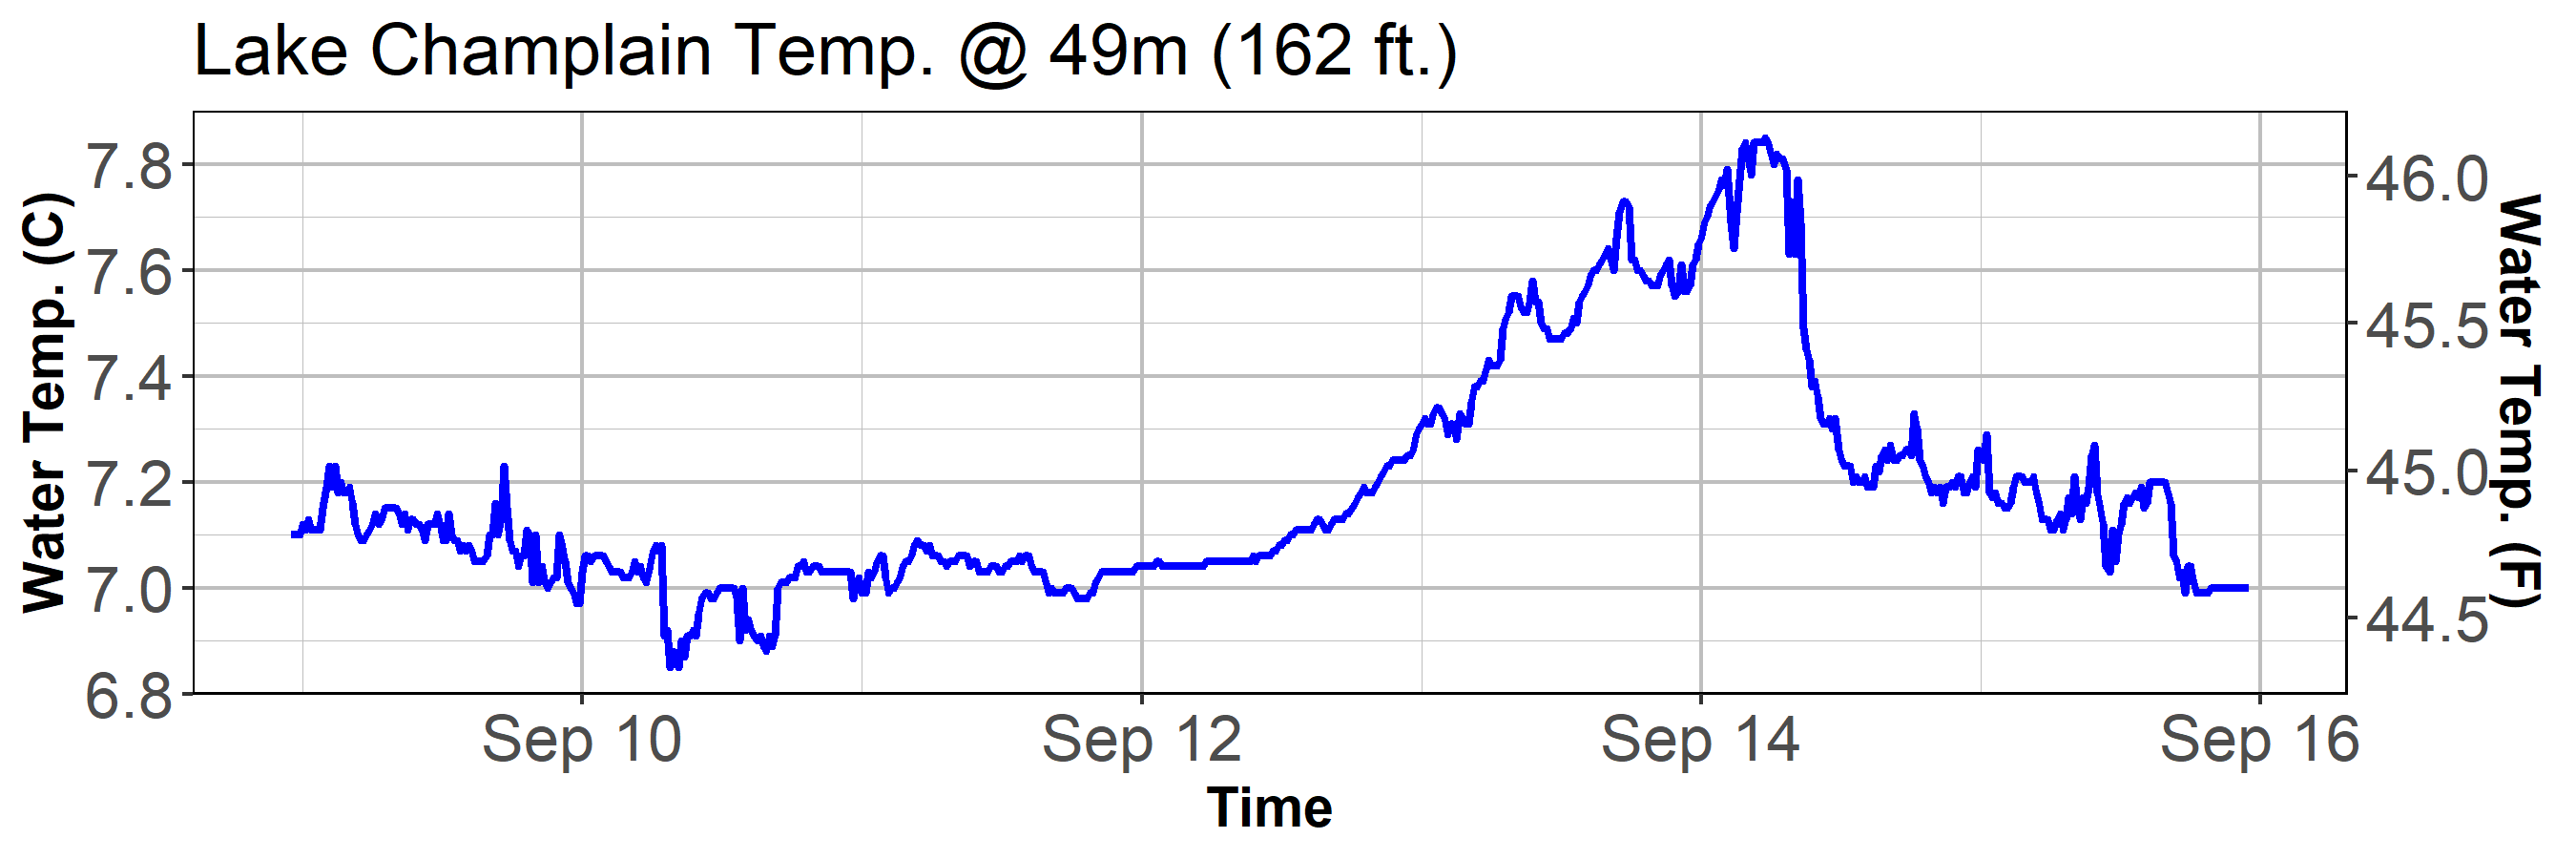 Lake Champlain Temp. @ 49m (162 ft.)
Water Temp. (C)
7.8
7.6
7.4
7.2
7.0
6.8
46.0
45.5
45.0
44.5
Water Temp. (F)
Sep 10 Sep 12 Sep 14 Sep 16
Time